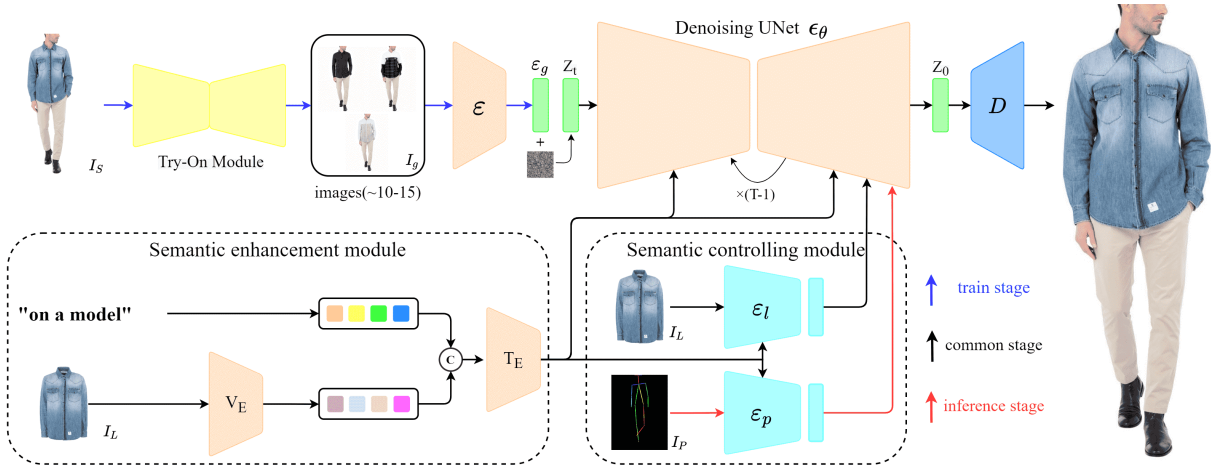 Denoising UNet ϵ_θ
I_S
Try-On Module
I_g
images(~10-15)
ε
ε_g
+
Z_t
×(T-1)
Z_0
D
Semantic enhancement module
"on a model"
I_L
V_E
C
T_E
Semantic controlling module
I_L
ε_l
I_P
ε_p
train stage
common stage
inference stage